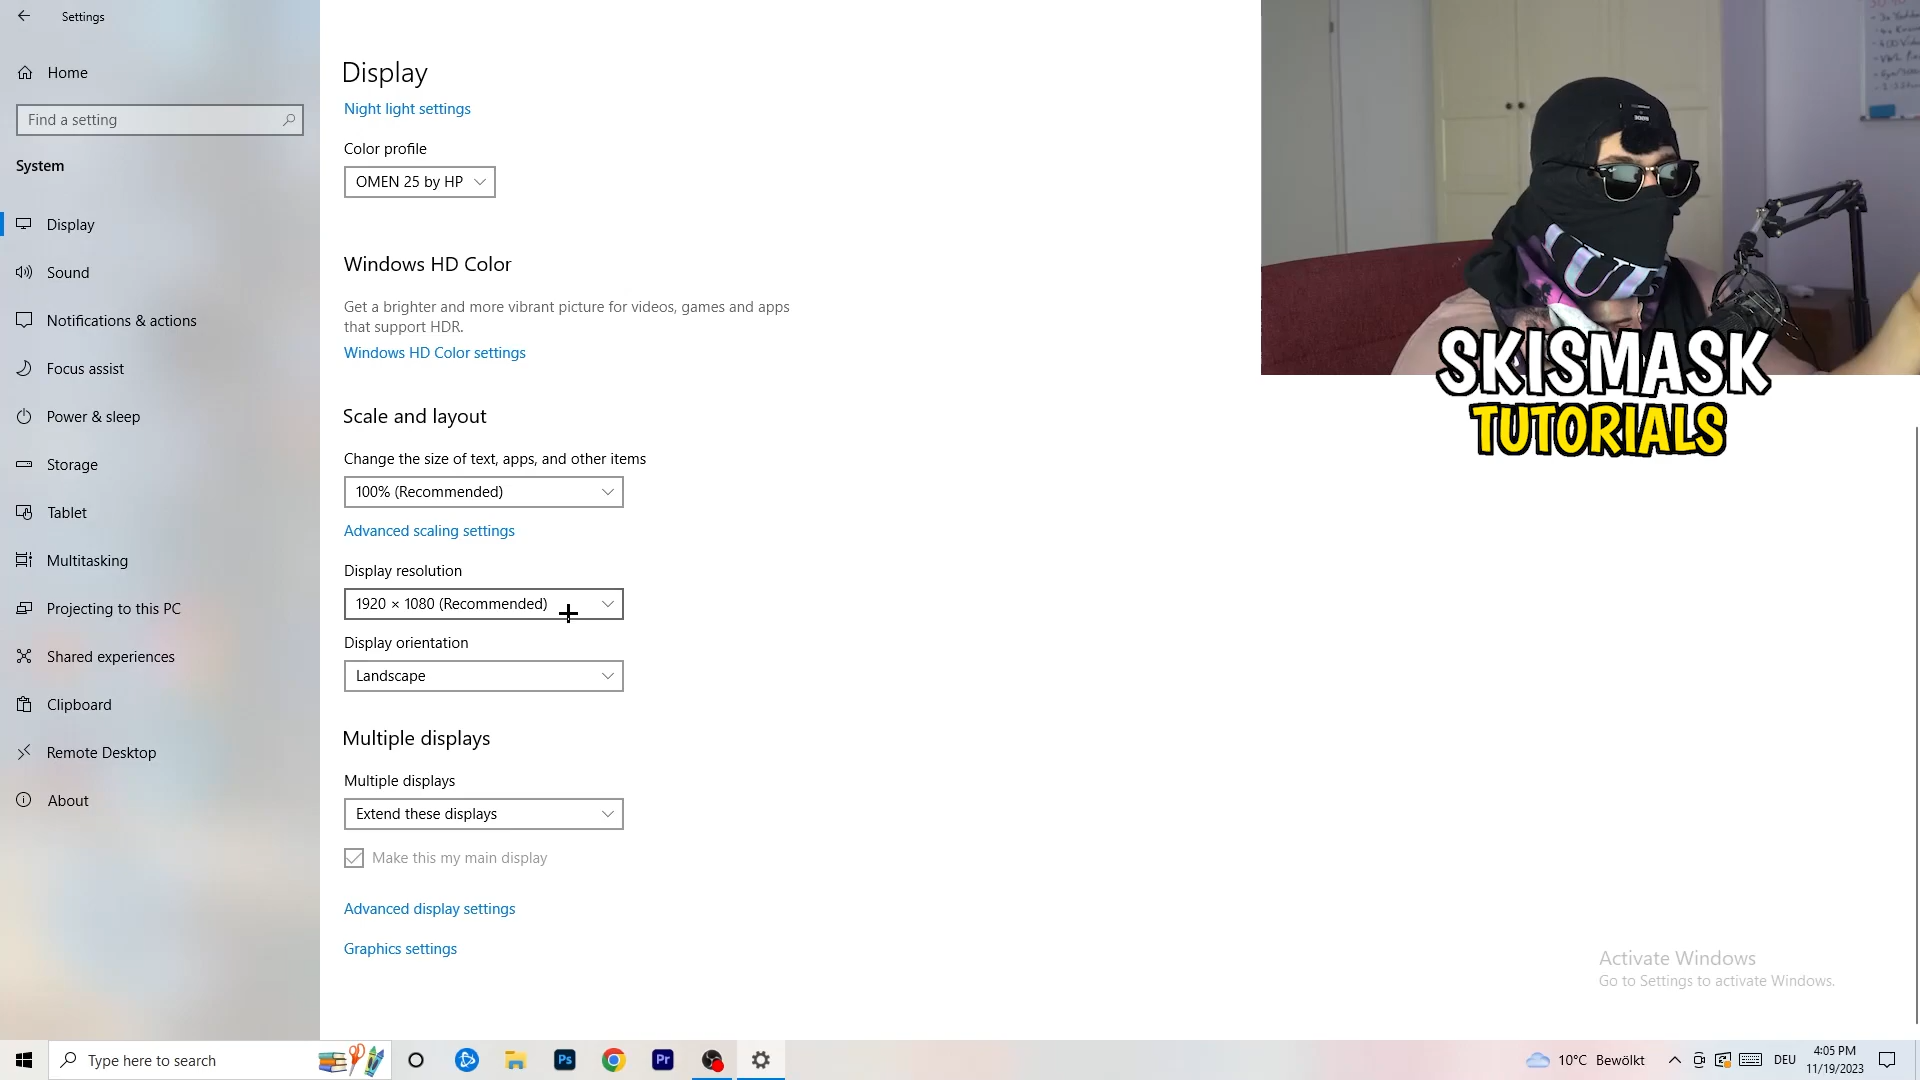 Settings
Home
Find a setting
System
Display
Sound
Notifications & actions
Focus assist
Power & sleep
Storage
Tablet
Multitasking
Projecting to this PC
Shared experiences
Clipboard
Remote Desktop
About
Display
Night light settings
Color profile
OMEN 25 by HP
Windows HD Color
Get a brighter and more vibrant picture for videos, games and apps
that support HDR.
Windows HD Color settings
Scale and layout
Change the size of text, apps, and other items
100% (Recommended)
Advanced scaling settings
Display resolution
1920 × 1080 (Recommended)
Display orientation
Landscape
Multiple displays
Multiple displays
Extend these displays
Make this my main display
Advanced display settings
Graphics settings
SKISMASK
TUTORIALS
Activate Windows
Go to Settings to activate Windows.
Type here to search
Ps
Pr
10°C Bewölkt
DEU
4:05 PM
11/19/2023